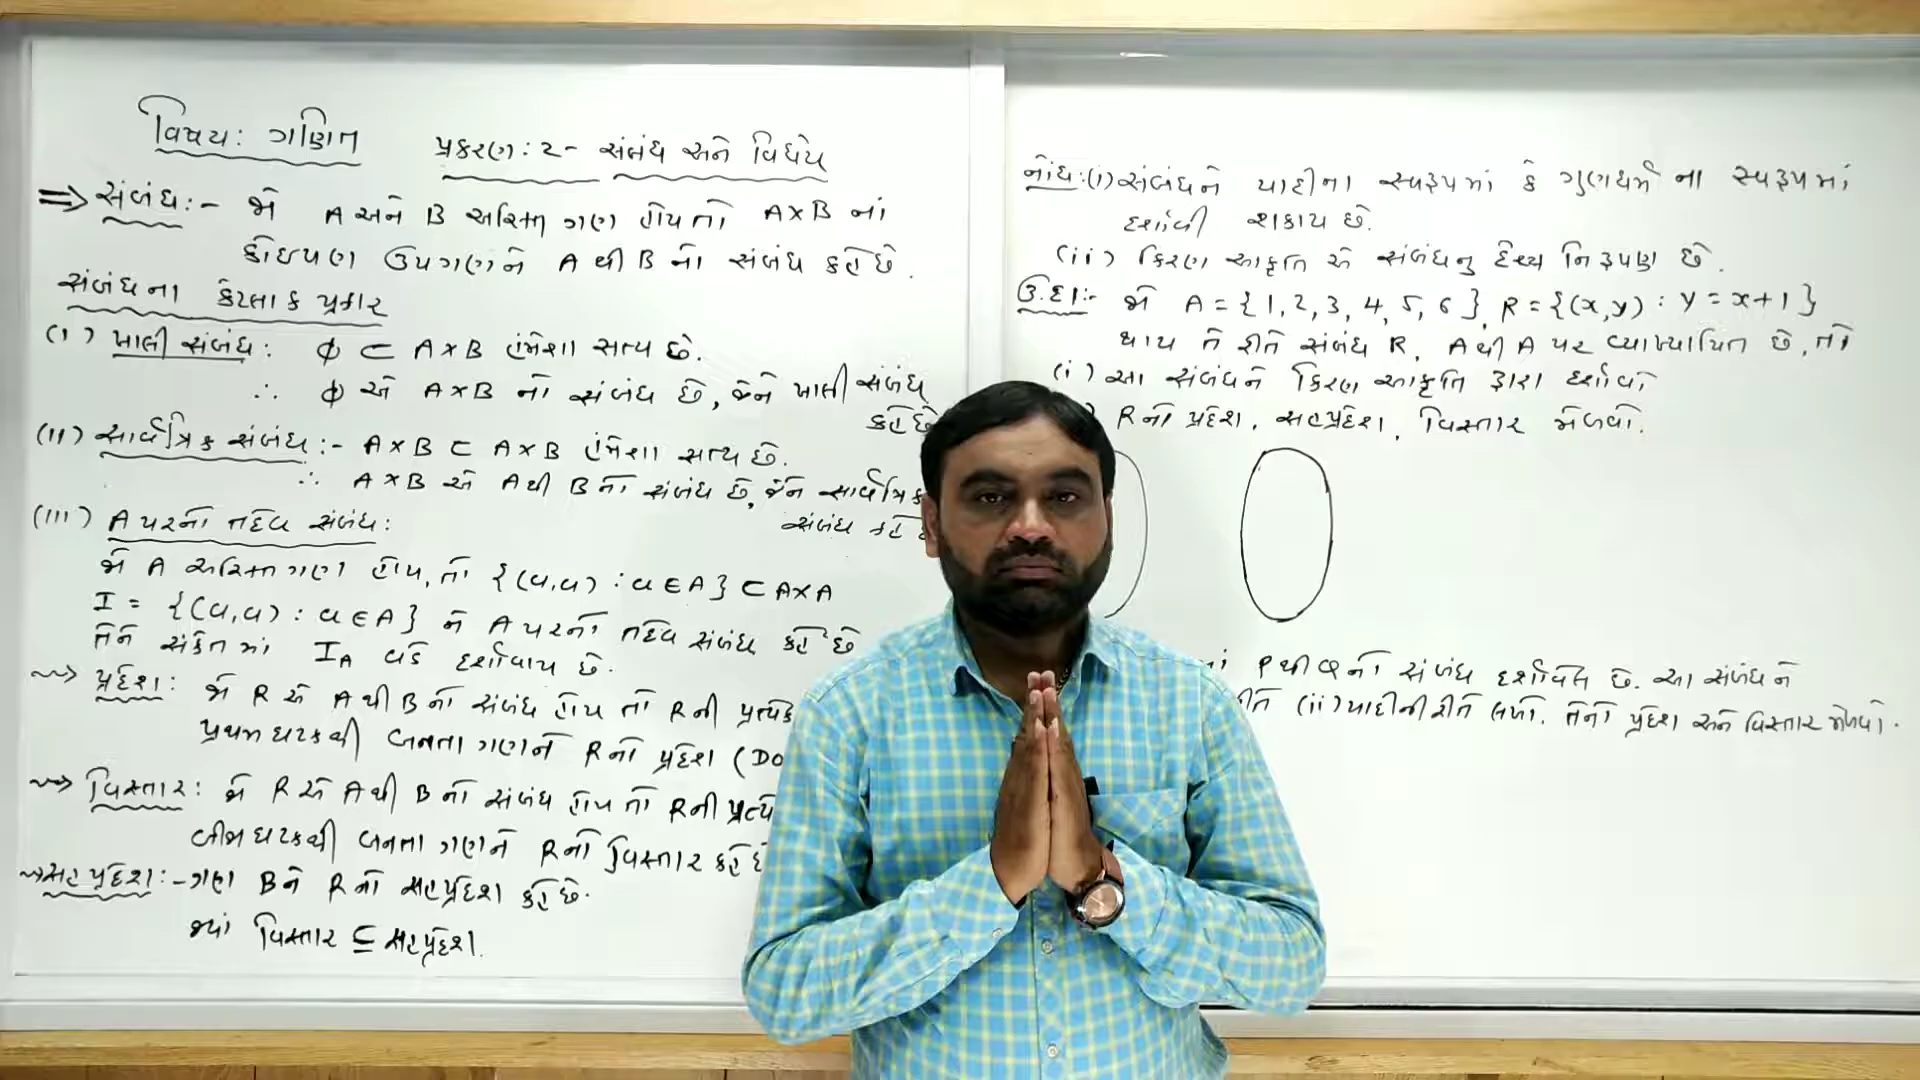 વિષય: ગણિત પ્રકરણ: ૨- સંબંધ અને વિધેય
⇒ સંબંધ:- જો A અને B અરિક્ત ગણ હોય તો A×B નાં
કોઇપણ ઉપગણને A થી B નો સંબંધ કહે છે.
સંબંધના કેટલાક પ્રકાર
(i) ખાલી સંબંધ: ϕ ⊂ A×B હંમેશા સત્ય છે.
∴ ϕ એ A×B નો સંબંધ છે, જેને ખાલી સંબંધ
કહે છે
(ii) સાર્વત્રિક સંબંધ:- A×B ⊂ A×B હંમેશા સત્ય છે.
∴ A×B એ A થી B નો સંબંધ છે, જેને સાર્વત્રિક
સંબંધ કહે
(iii) A પરનો તદેવ સંબંધ:
જો A અરિક્ત ગણ હોય, તો {(a,a) : a ∈ A} ⊂ A×A
I = {(a,a) : a ∈ A} ને A પરનો તદેવ સંબંધ કહે છે
તેને સંકેતમાં I_A વડે દર્શાવાય છે.
⇝ પ્રદેશ: જો R એ A થી B નો સંબંધ હોય તો R ની પ્રત્યેક
પ્રથમ ઘટકથી બનતા ગણને R નો પ્રદેશ (Do
⇝ વિસ્તાર: જો R એ A થી B નો સંબંધ હોય તો R ની
બીજા ઘટકથી બનતા ગણને R નો વિસ્તાર કહે
⇝ સહપ્રદેશ:- ગણ B ને R નો સહપ્રદેશ કહે છે.
જ્યાં વિસ્તાર ⊆ સહપ્રદેશ.
નોંધ:(i) સંબંધને યાદીના સ્વરૂપમાં કે ગુણધર્મ ના સ્વરૂપમાં
દર્શાવી શકાય છે.
(ii) કિરણ આકૃતિ એ સંબંધનુ દૃશ્ય નિરૂપણ છે.
ઉ.દા:- જો A = {1, 2, 3, 4, 5, 6}, R = {(x,y) : y = x+1}
થાય તે રીતે સંબંધ R, A થી A પર વ્યાખ્યાયિત છે, તો
(i) આ સંબંધને કિરણ આકૃતિ દ્વારા દર્શાવો
R નો પ્રદેશ, સહપ્રદેશ, વિસ્તાર મેળવો.
P થી Q નો સંબંધ દર્શાવેલ છે. આ સંબંધને
(ii) યાદીની રીતે લખો. તેનો પ્રદેશ અને વિસ્તાર મેળવો.